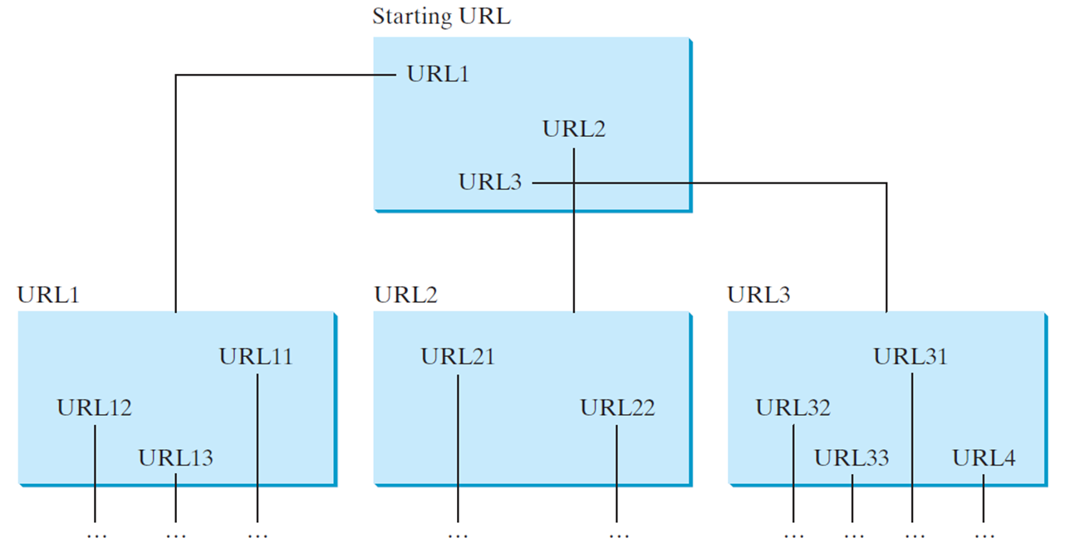 Starting URL
URL1
URL2
URL3
URL1
URL2
URL3
URL11
URL12
URL13
URL21
URL22
URL31
URL32
URL33
URL4
...
...
...
...
...
...
...
...
...